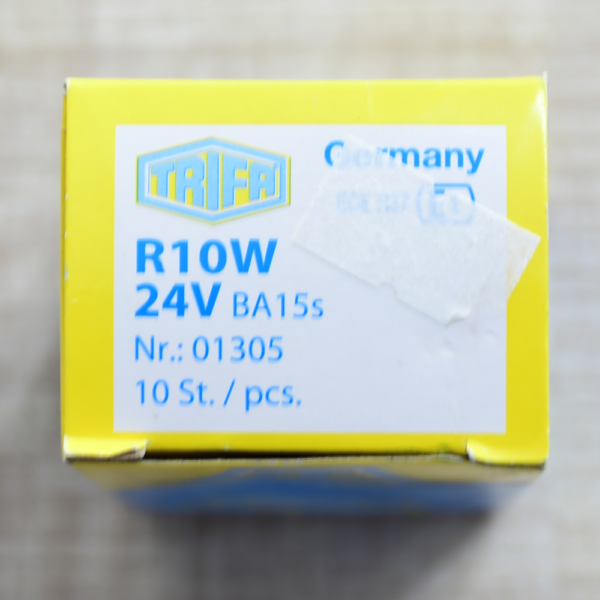 TRIFA
Germany
R10W
24V BA15s
Nr.: 01305
10 St. / pcs.